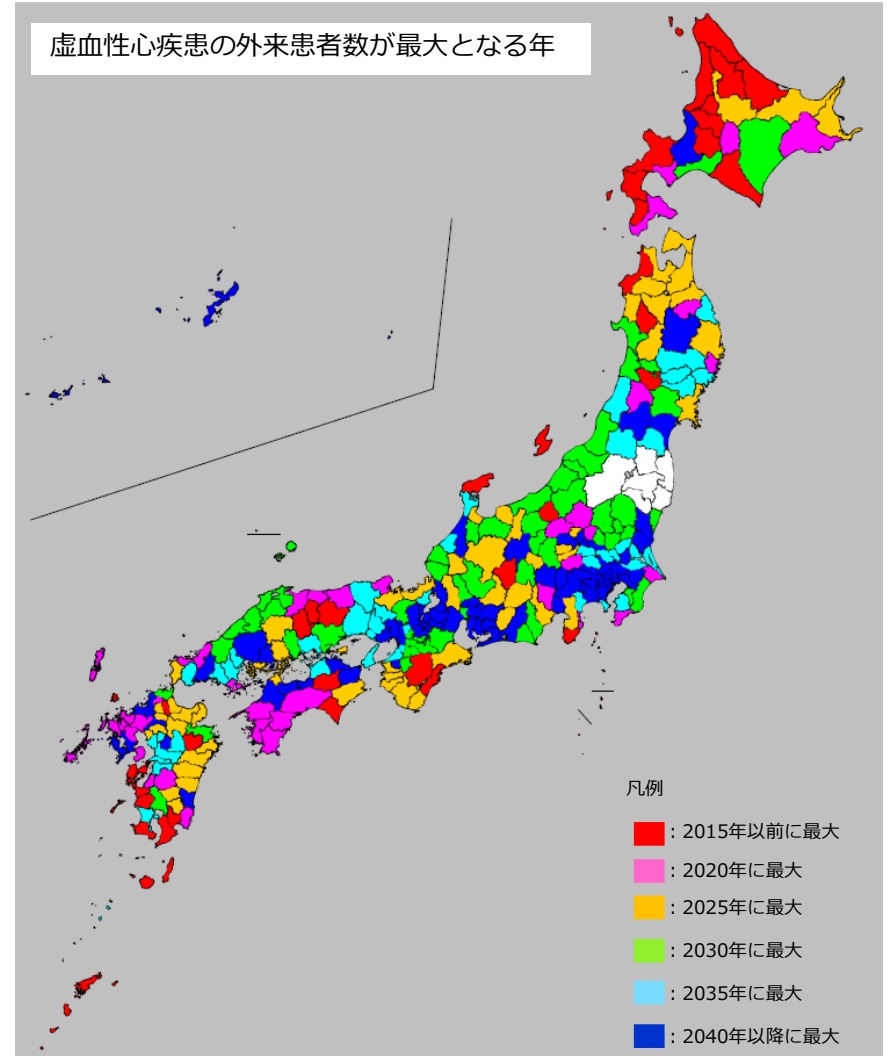 虚血性心疾患の外来患者数が最大となる年
凡例
：2015年以前に最大
：2020年に最大
：2025年に最大
：2030年に最大
：2035年に最大
：2040年以降に最大